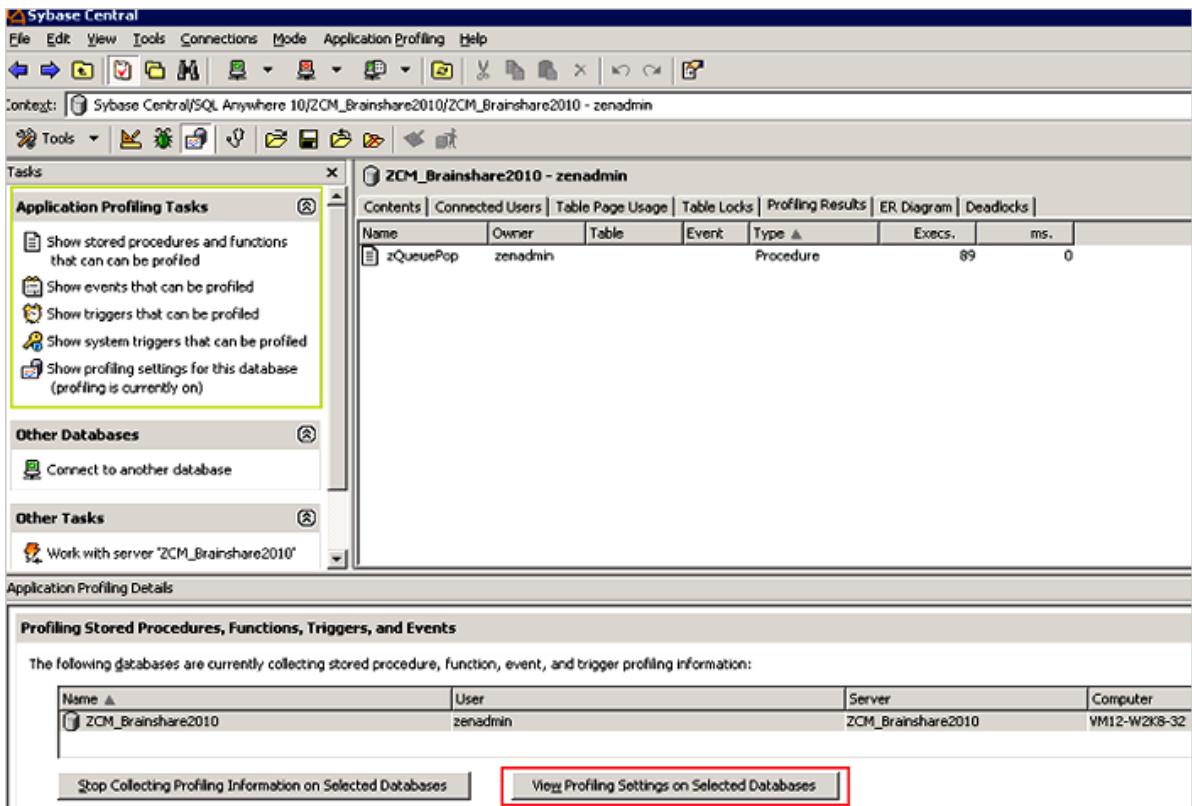 Sybase Central
File Edit View Tools Connections Mode Application Profiling Help
Context: Sybase Central/SQL Anywhere 10/ZCM_Brainshare2010/ZCM_Brainshare2010 - zenadmin
Tools
Tasks
ZCM_Brainshare2010 - zenadmin
Application Profiling Tasks
Show stored procedures and functions
that can can be profiled
Show events that can be profiled
Show triggers that can be profiled
Show system triggers that can be profiled
Show profiling settings for this database
(profiling is currently on)
Other Databases
Connect to another database
Other Tasks
Work with server "ZCM_Brainshare2010"
Contents Connected Users Table Page Usage Table Locks Profiling Results ER Diagram Deadlocks
Name Owner Table Event Type Execs. ms.
zQueuePop zenadmin Procedure 89 0
Application Profiling Details
Profiling Stored Procedures, Functions, Triggers, and Events
The following databases are currently collecting stored procedure, function, event, and trigger profiling information:
Name User Server Computer
ZCM_Brainshare2010 zenadmin ZCM_Brainshare2010 VM12-W2K8-32
Stop Collecting Profiling Information on Selected Databases View Profiling Settings on Selected Databases